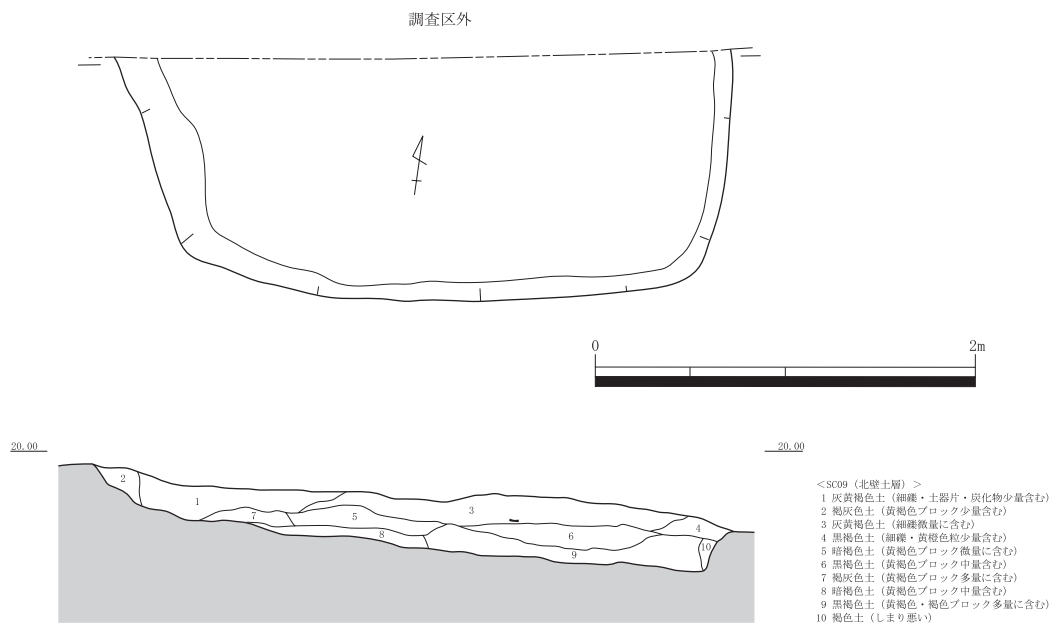 調査区外
0 2m
20.00 20.00
2
1
3
7
5
4
8
6
10
9
＜SC09（北壁土層）＞
1 灰黄褐色土（細礫・土器片・炭化物少量含む）
2 褐灰色土（黄褐色ブロック少量含む）
3 灰黄褐色土（細礫微量に含む）
4 黒褐色土（細礫・黄橙色粒少量含む）
5 暗褐色土（黄褐色ブロック微量に含む）
6 黒褐色土（黄褐色ブロック中量含む）
7 褐灰色土（黄褐色ブロック多量に含む）
8 暗褐色土（黄褐色ブロック中量含む）
9 黒褐色土（黄褐色・褐色ブロック多量に含む）
10 褐色土（しまり悪い）